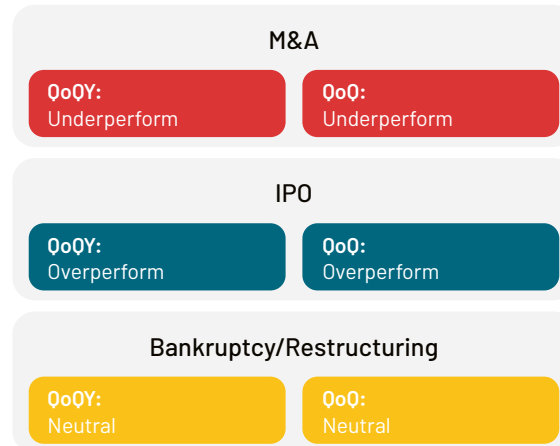 M&A
QoQY:
Underperform
QoQ:
Underperform
IPO
QoQY:
Overperform
QoQ:
Overperform
Bankruptcy/Restructuring
QoQY:
Neutral
QoQ:
Neutral